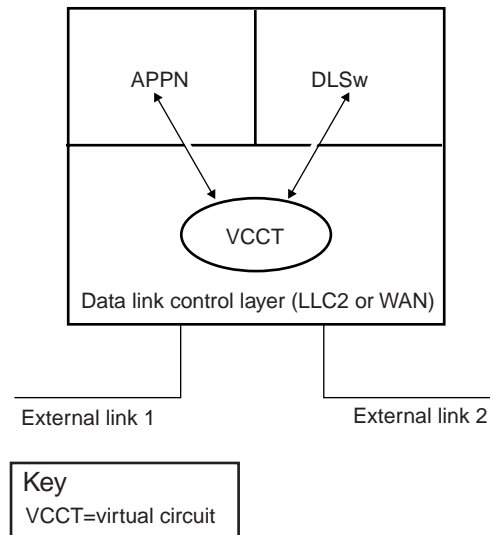 APPN
DLSw
VCCT
Data link control layer (LLC2 or WAN)
External link 1
External link 2
Key
VCCT=virtual circuit